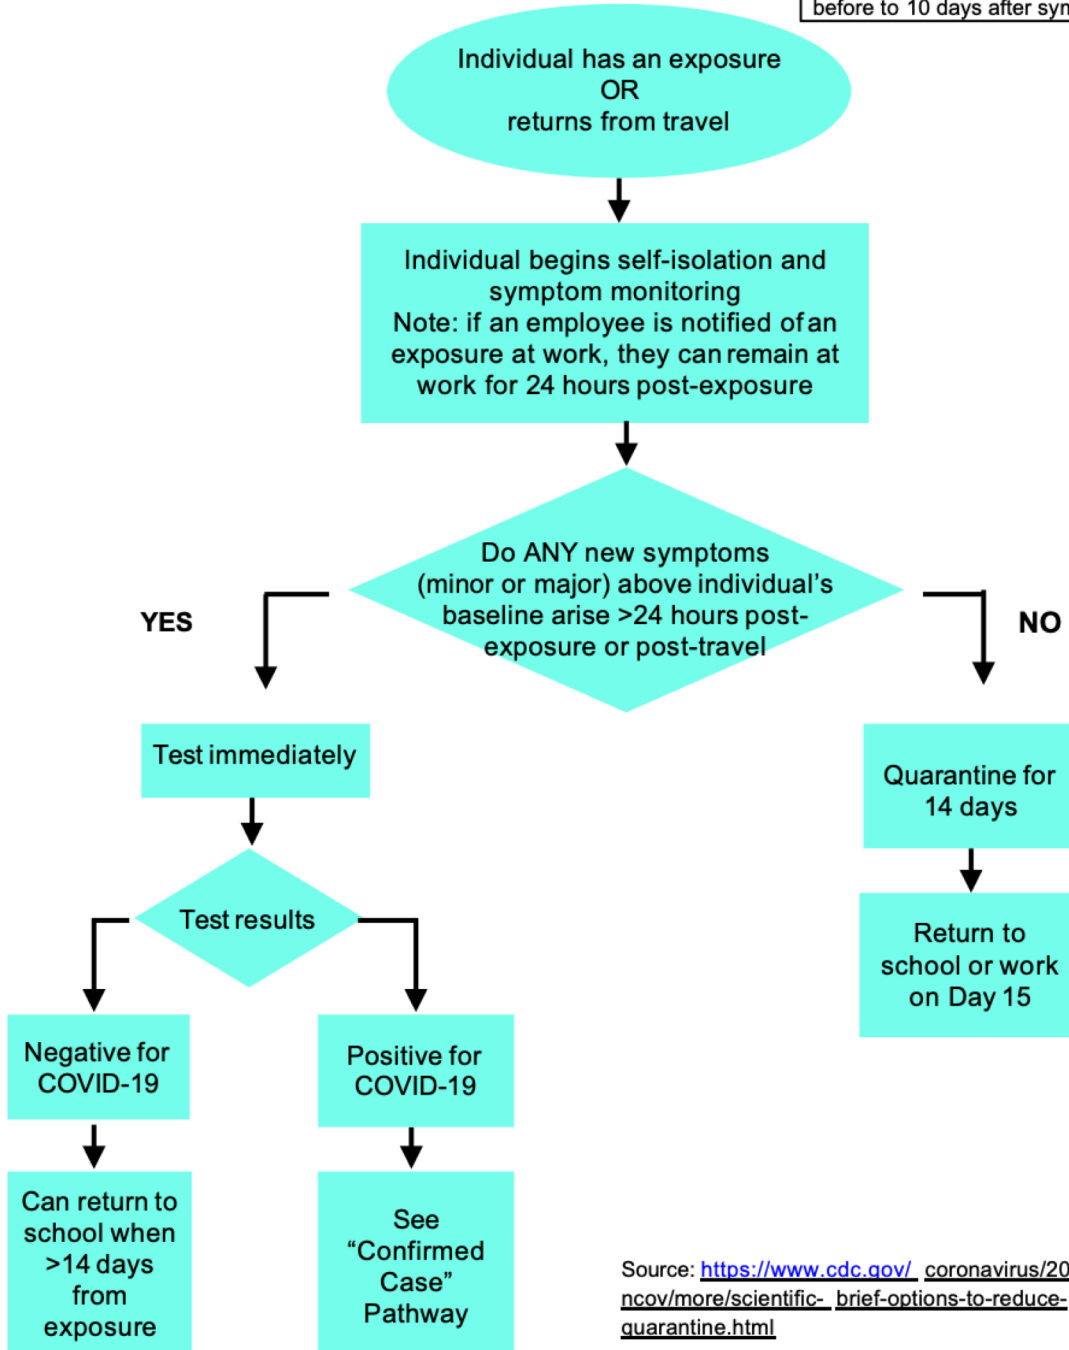 before to 10 days after sym
Individual has an exposure
OR
returns from travel
Individual begins self-isolation and
symptom monitoring
Note: if an employee is notified of an
exposure at work, they can remain at
work for 24 hours post-exposure
Do ANY new symptoms
(minor or major) above individual’s
baseline arise >24 hours post-
exposure or post-travel
YES
NO
Test immediately
Quarantine for
14 days
Test results
Return to
school or work
on Day 15
Negative for
COVID-19
Positive for
COVID-19
Can return to
school when
>14 days
from
exposure
See
“Confirmed
Case”
Pathway
Source: https://www.cdc.gov/ coronavirus/20
ncov/more/scientific- brief-options-to-reduce-
quarantine.html